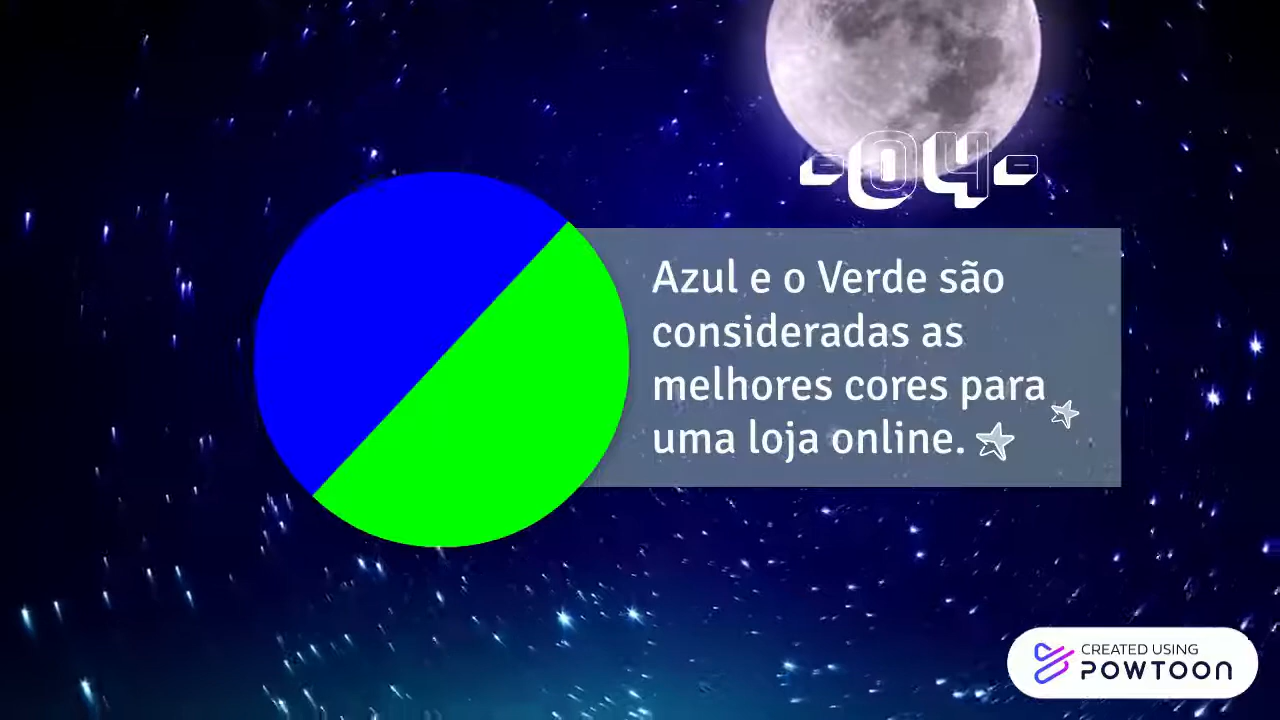 -04-
Azul e o Verde são
consideradas as
melhores cores para
uma loja online.
CREATED USING
POWTOON